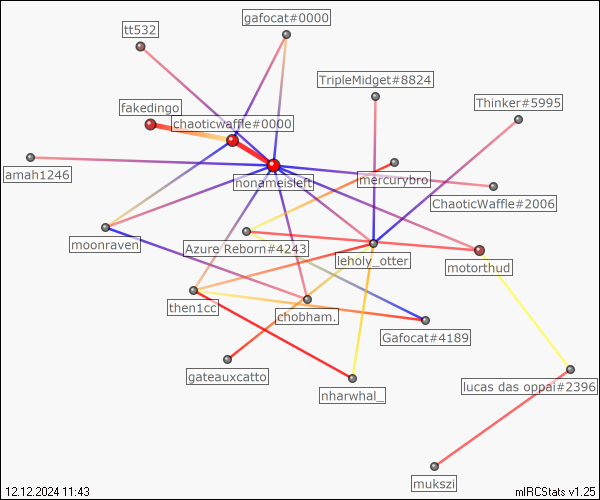 gafocat#0000
tt532
TripleMidget#8824
Thinker#5995
fakedingo
chaoticwaffle#0000
amah1246
nonameisleft
mercurybro
ChaoticWaffle#2006
moonraven
Azure Reborn#4243
leholy_otter
motorthud
then1cc
chobham.
Gafocat#4189
gateauxcatto
nharwhal_
lucas das oppai#2396
mukszi
12.12.2024 11:43
mIRCStats v1.25